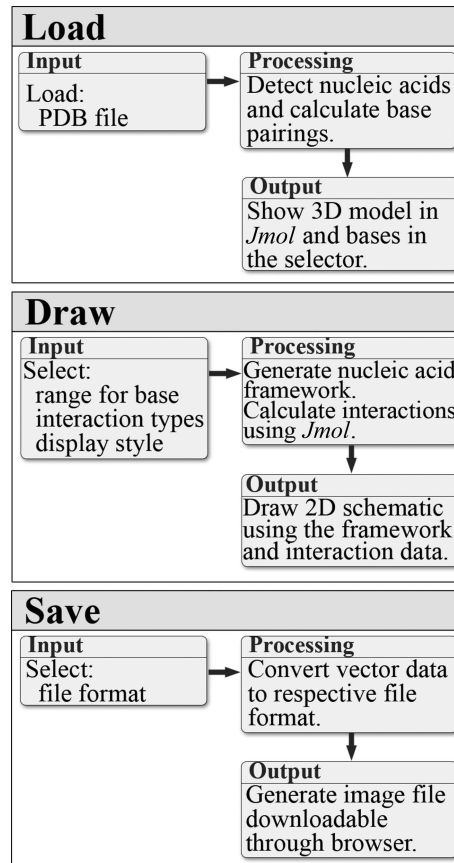 Load
Input
Load:
PDB file
Processing
Detect nucleic acids
and calculate base
pairings.
Output
Show 3D model in
Jmol and bases in
the selector.
Draw
Input
Select:
range for base
interaction types
display style
Processing
Generate nucleic acid
framework.
Calculate interactions
using Jmol.
Output
Draw 2D schematic
using the framework
and interaction data.
Save
Input
Select:
file format
Processing
Convert vector data
to respective file
format.
Output
Generate image file
downloadable
through browser.